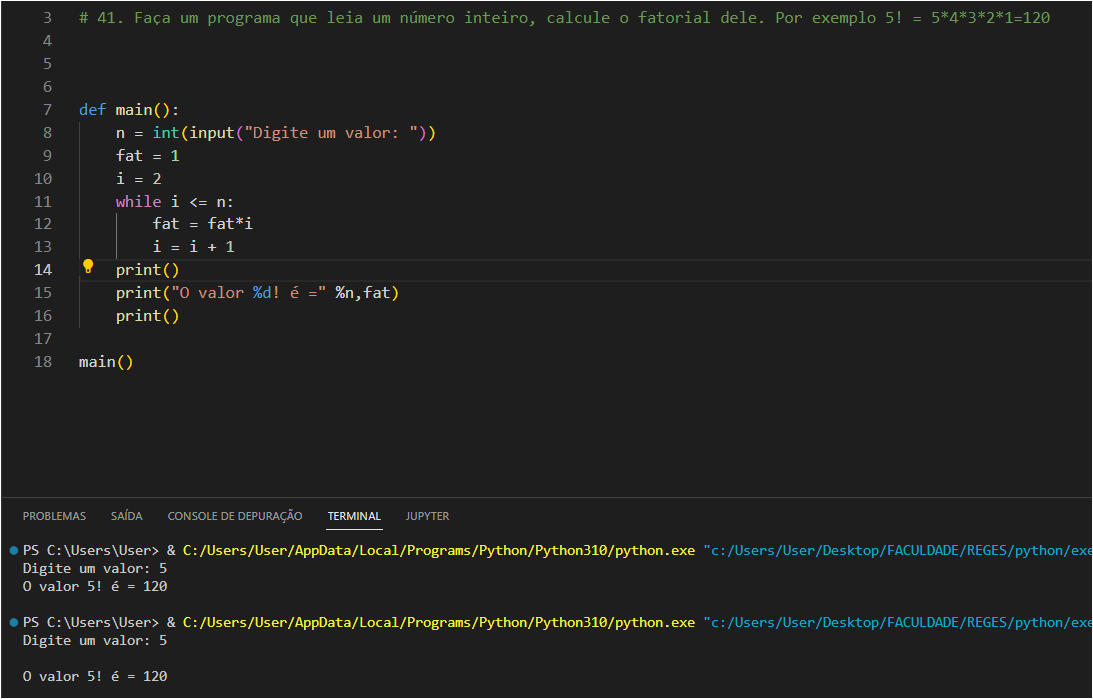 3 # 41. Faça um programa que leia um número inteiro, calcule o fatorial dele. Por exemplo 5! = 5*4*3*2*1=120
4
5
6
7 def main():
8     n = int(input("Digite um valor: "))
9     fat = 1
10     i = 2
11     while i <= n:
12         fat = fat*i
13         i = i + 1
14     print()
15     print("O valor %d! é =" %n,fat)
16     print()
17
18 main()
PROBLEMAS SAÍDA CONSOLE DE DEPURAÇÃO TERMINAL JUPYTER
PS C:\Users\User> & C:/Users/User/AppData/Local/Programs/Python/Python310/python.exe "c:/Users/User/Desktop/FACULDADE/REGES/python/exe
Digite um valor: 5
O valor 5! é = 120
PS C:\Users\User> & C:/Users/User/AppData/Local/Programs/Python/Python310/python.exe "c:/Users/User/Desktop/FACULDADE/REGES/python/exe
Digite um valor: 5
O valor 5! é = 120